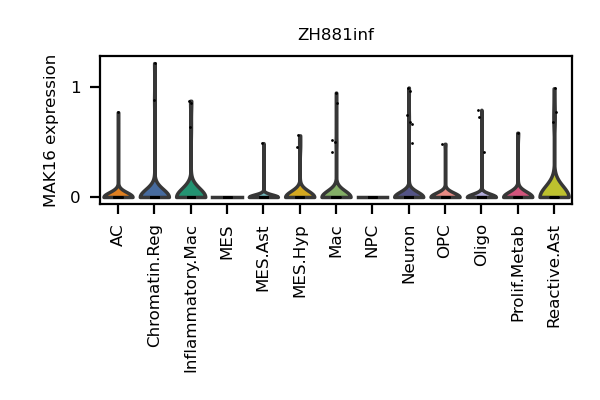 ZH881inf
MAK16 expression
1
0
AC
Chromatin.Reg
Inflammatory.Mac
MES
MES.Ast
MES.Hyp
Mac
NPC
Neuron
OPC
Oligo
Prolif.Metab
Reactive.Ast